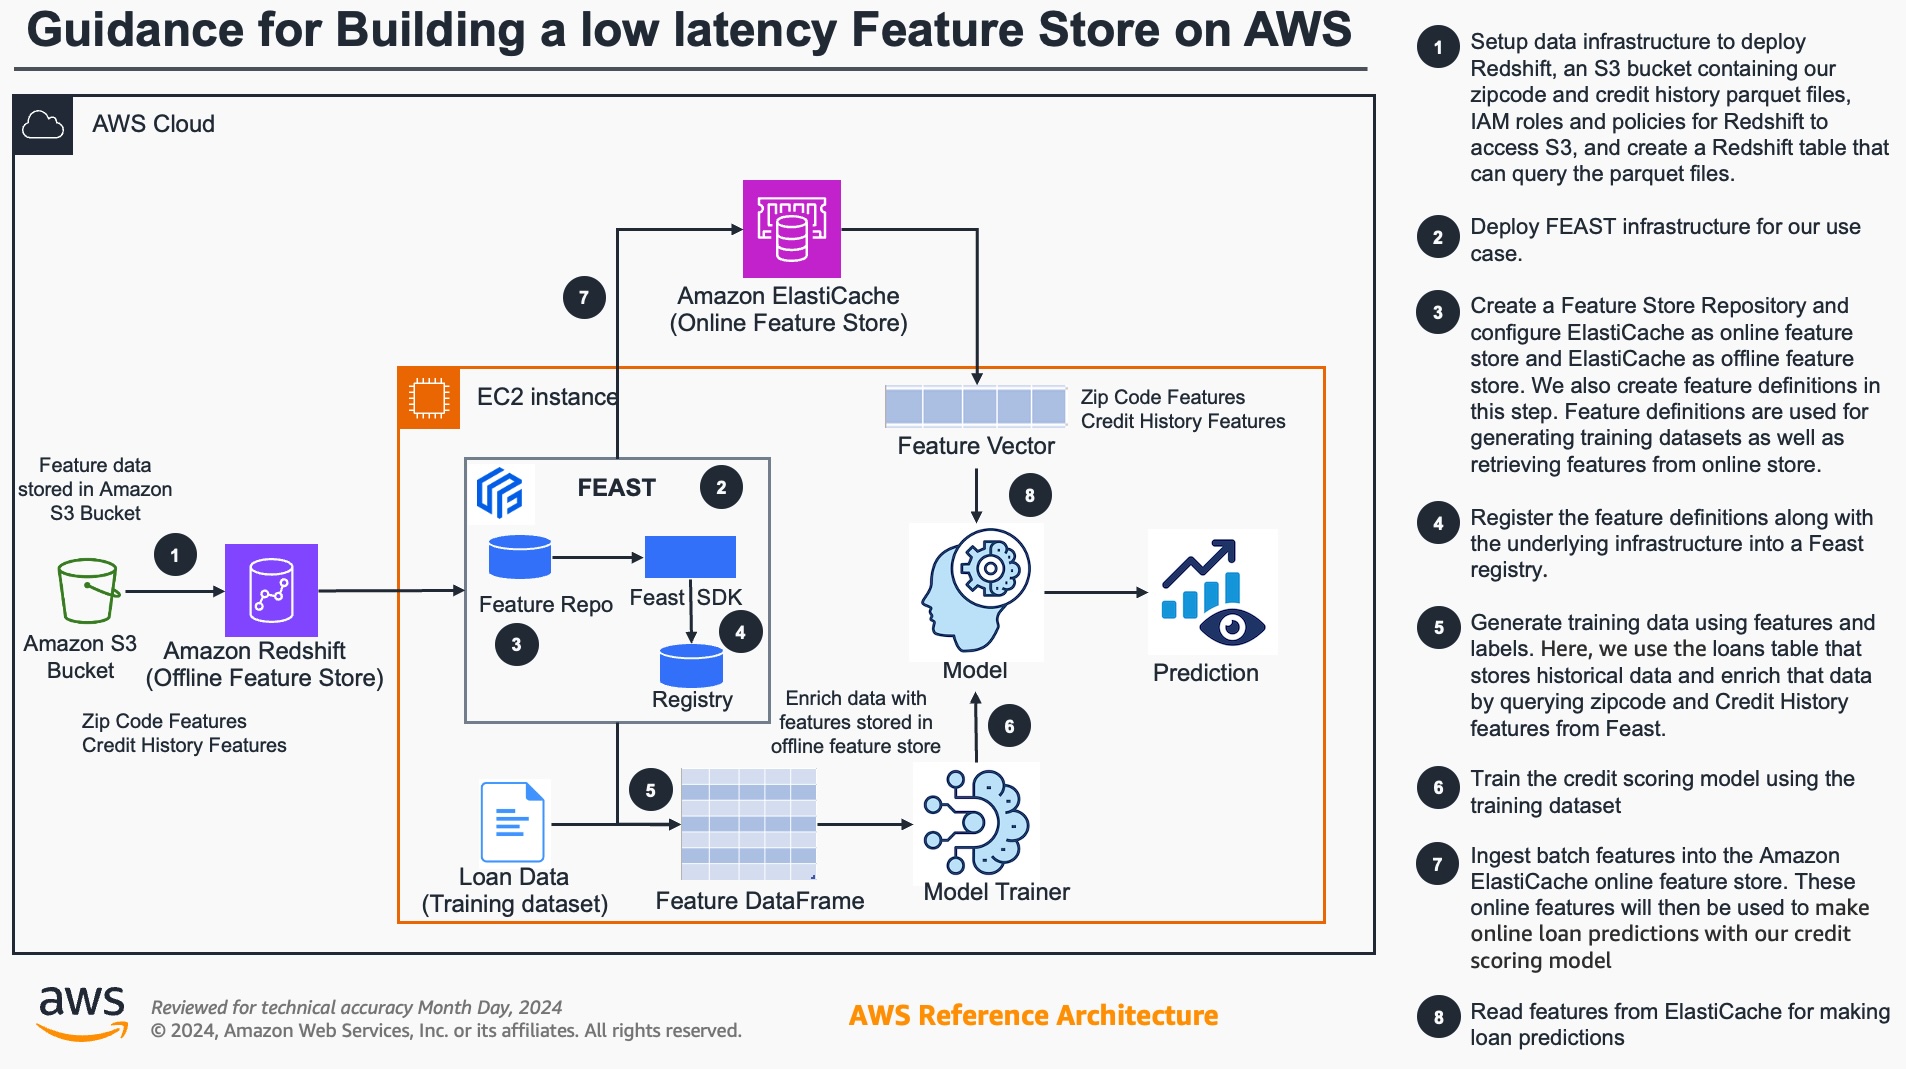 Guidance for Building a low latency Feature Store on AWS
AWS Cloud
7
Amazon ElastiCache
(Online Feature Store)
EC2 instance
Zip Code Features
Credit History Features
Feature Vector
Feature data
stored in Amazon
S3 Bucket
1
Amazon S3
Bucket
Amazon Redshift
(Offline Feature Store)
Zip Code Features
Credit History Features
FEAST
2
Feature Repo
3
Feast SDK
4
Registry
8
Model
Prediction
Enrich data with
features stored in
offline feature store
6
5
Loan Data
(Training dataset)
Feature DataFrame
Model Trainer
1
Setup data infrastructure to deploy
Redshift, an S3 bucket containing our
zipcode and credit history parquet files,
IAM roles and policies for Redshift to
access S3, and create a Redshift table that
can query the parquet files.
2
Deploy FEAST infrastructure for our use
case.
3
Create a Feature Store Repository and
configure ElastiCache as online feature
store and ElastiCache as offline feature
store. We also create feature definitions in
this step. Feature definitions are used for
generating training datasets as well as
retrieving features from online store.
4
Register the feature definitions along with
the underlying infrastructure into a Feast
registry.
5
Generate training data using features and
labels. Here, we use the loans table that
stores historical data and enrich that data
by querying zipcode and Credit History
features from Feast.
6
Train the credit scoring model using the
training dataset
7
Ingest batch features into the Amazon
ElastiCache online feature store. These
online features will then be used to make
online loan predictions with our credit
scoring model
8
Read features from ElastiCache for making
loan predictions
aws
Reviewed for technical accuracy Month Day, 2024
© 2024, Amazon Web Services, Inc. or its affiliates. All rights reserved.
AWS Reference Architecture